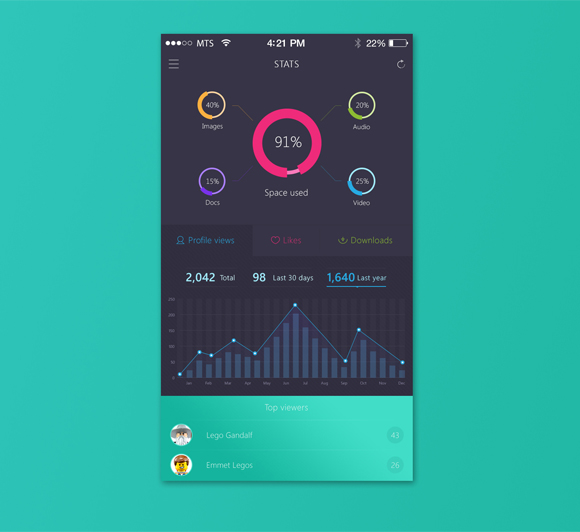 MTS 4:21 PM 22%
STATS
40% 20%
Images Audio
91%
15% 25%
Docs Space used Video
Profile views Likes Downloads
2,042 Total 98 Last 30 days 1,640 Last year
250
200
150
100
50
0
Jan Feb Mar Apr May Jun Jul Aug Sep Oct Nov Dec
Top viewers
Lego Gandalf 43
Emmet Legos 26